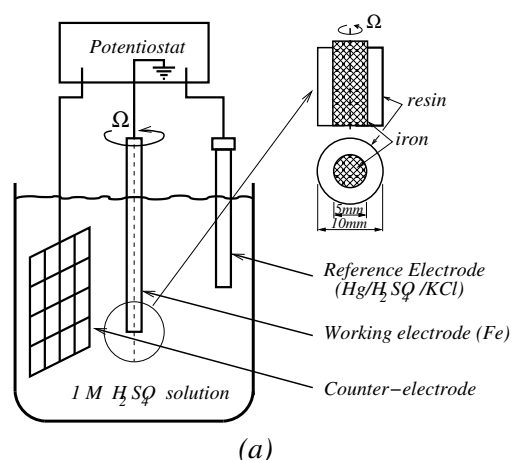 Potentiostat
Ω
Ω
resin
iron
5mm
10mm
Reference Electrode
(Hg/H2SO4/KCl)
Working electrode (Fe)
Counter−electrode
1 M H2SO4 solution
(a)